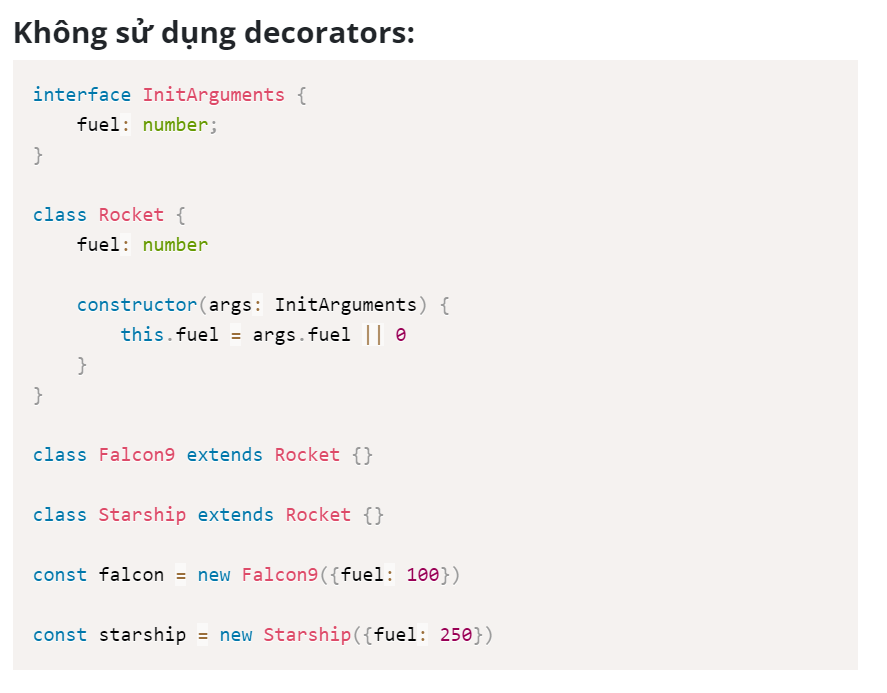 Không sử dụng decorators:
interface InitArguments {
    fuel: number;
}
class Rocket {
    fuel: number
    constructor(args: InitArguments) {
        this.fuel = args.fuel || 0
    }
}
class Falcon9 extends Rocket {}
class Starship extends Rocket {}
const falcon = new Falcon9({fuel: 100})
const starship = new Starship({fuel: 250})